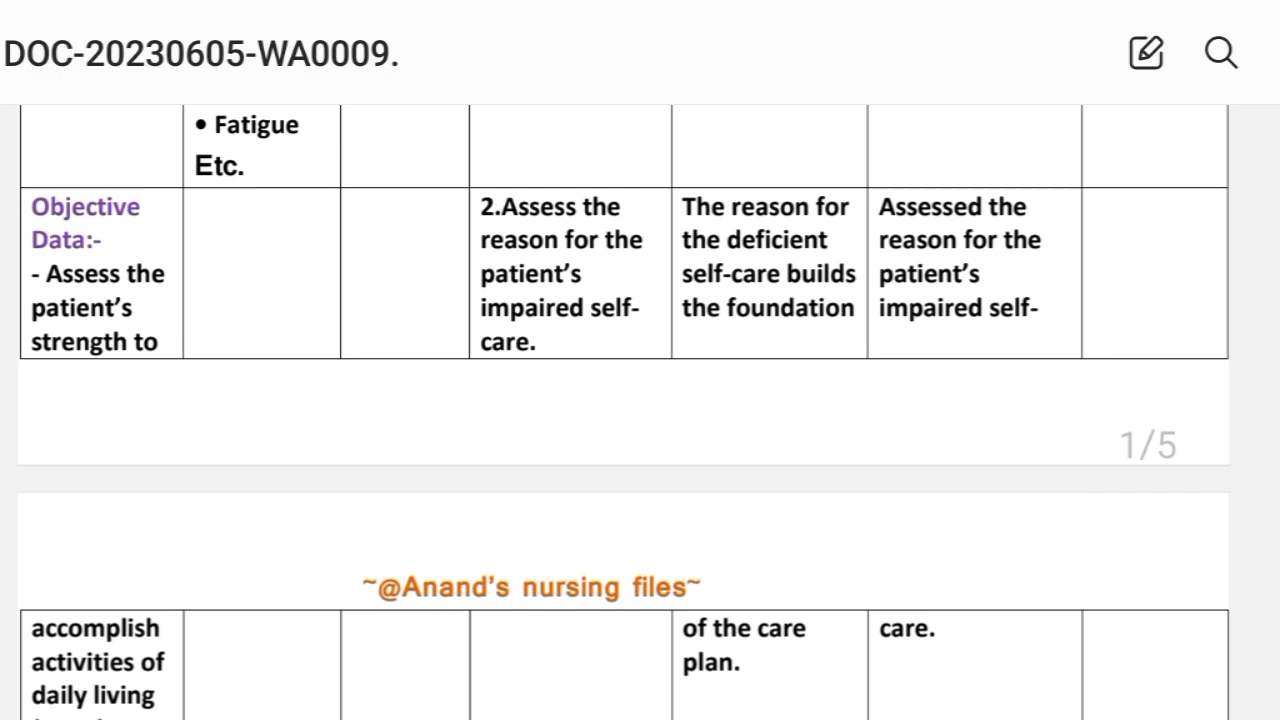 DOC-20230605-WA0009.
• Fatigue
Etc.
Objective
Data:-
- Assess the
patient’s
strength to
2.Assess the
reason for the
patient’s
impaired self-
care.
The reason for
the deficient
self-care builds
the foundation
Assessed the
reason for the
patient’s
impaired self-
1/5
~@Anand’s nursing files~
accomplish
activities of
daily living
of the care
plan.
care.